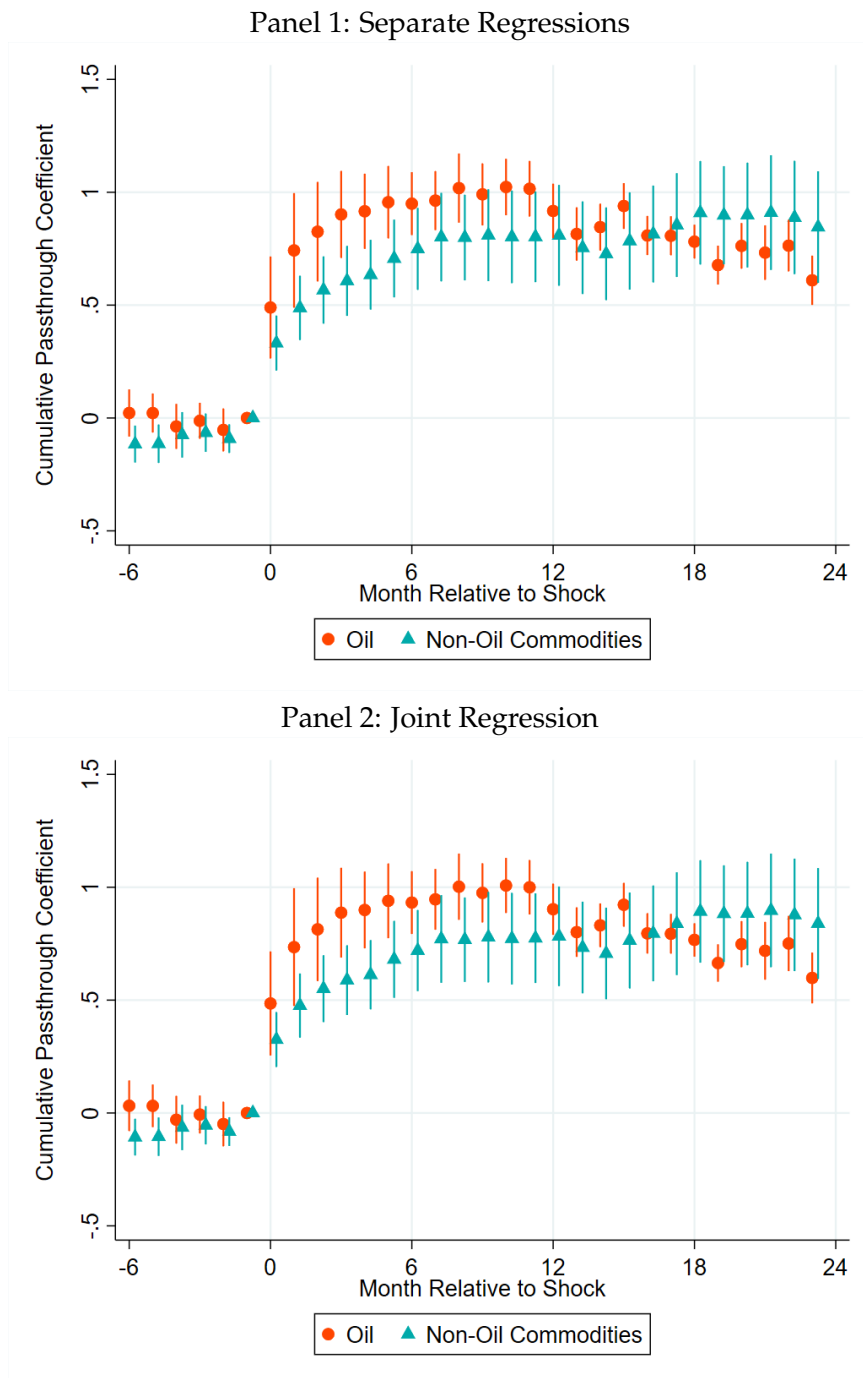 Panel 1: Separate Regressions
Cumulative Passthrough Coefficient
1.5
1
.5
0
-.5
-6 0 6 12 18 24
Month Relative to Shock
Oil Non-Oil Commodities
Panel 2: Joint Regression
Cumulative Passthrough Coefficient
1.5
1
.5
0
-.5
-6 0 6 12 18 24
Month Relative to Shock
Oil Non-Oil Commodities